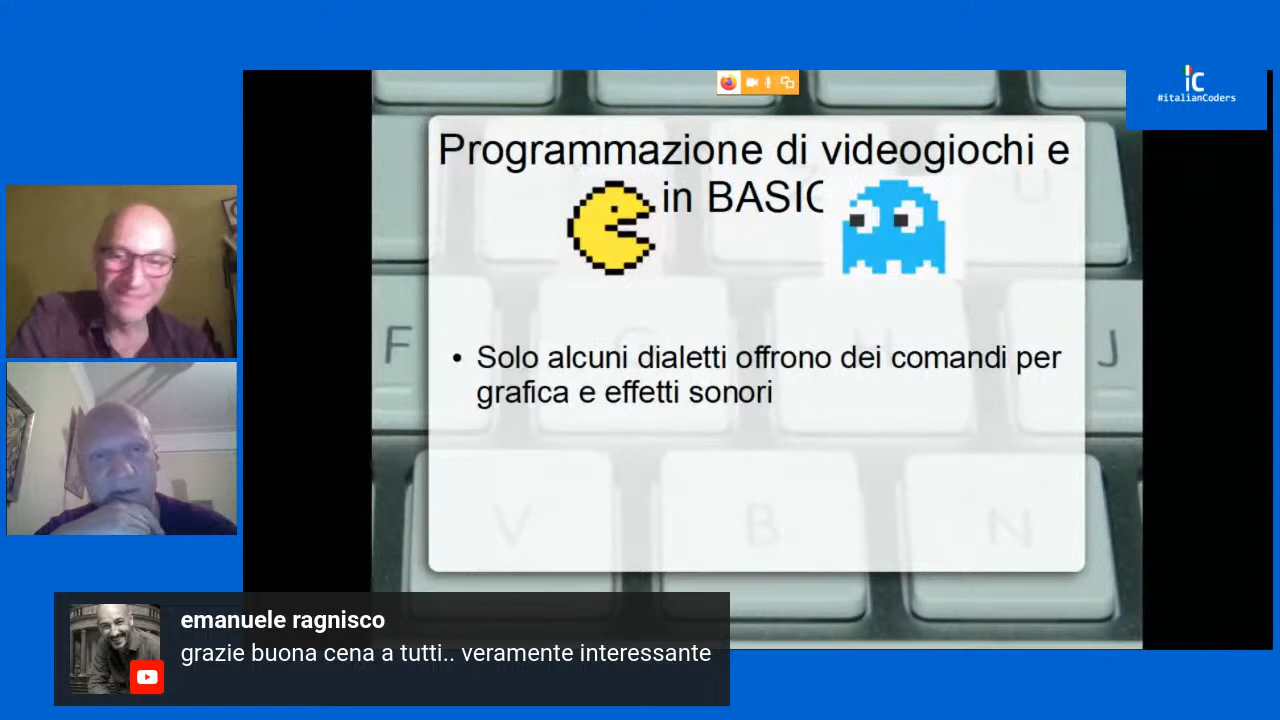 iC
#italianCoders
Programmazione di videogiochi e
in BASIC
• Solo alcuni dialetti offrono dei comandi per
grafica e effetti sonori
F
J
V
B
N
emanuele ragnisco
grazie buona cena a tutti.. veramente interessante